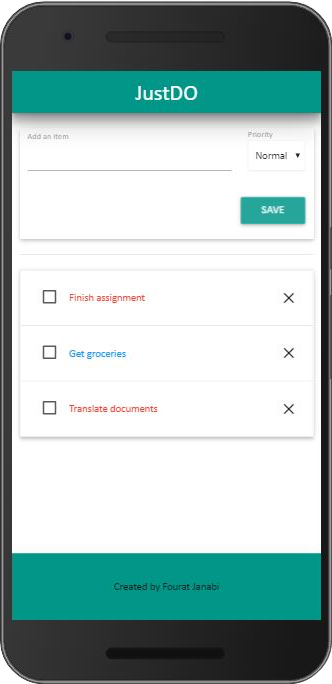 JustDO
Add an item
Priority
Normal
SAVE
Finish assignment
Get groceries
Translate documents
Created by Fourat Janabi